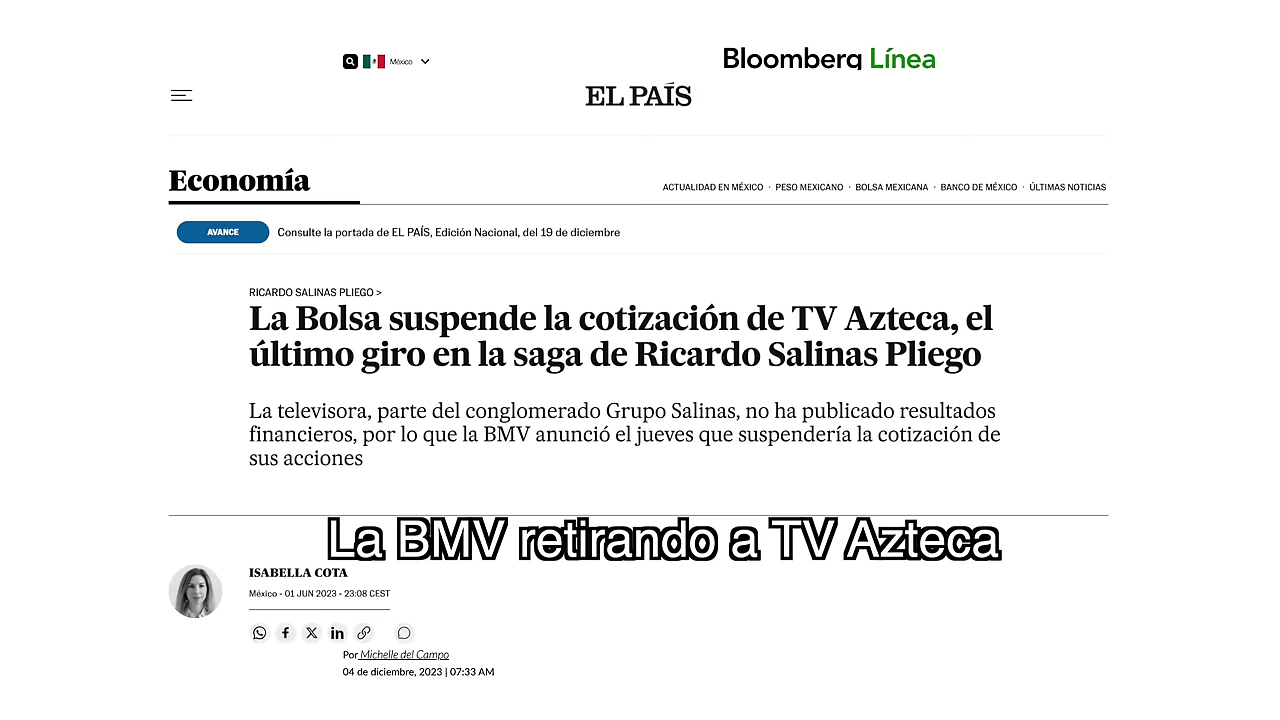 México
Bloomberg Línea
EL PAÍS
Economía
ACTUALIDAD EN MÉXICO · PESO MEXICANO · BOLSA MEXICANA · BANCO DE MÉXICO · ÚLTIMAS NOTICIAS
AVANCE
Consulte la portada de EL PAÍS, Edición Nacional, del 19 de diciembre
RICARDO SALINAS PLIEGO >
La Bolsa suspende la cotización de TV Azteca, el
último giro en la saga de Ricardo Salinas Pliego
La televisora, parte del conglomerado Grupo Salinas, no ha publicado resultados
financieros, por lo que la BMV anunció el jueves que suspendería la cotización de
sus acciones
La BMV retirando a TV Azteca
ISABELLA COTA
México - 01 JUN 2023 - 23:08 CEST
Por Michelle del Campo
04 de diciembre, 2023 | 07:33 AM